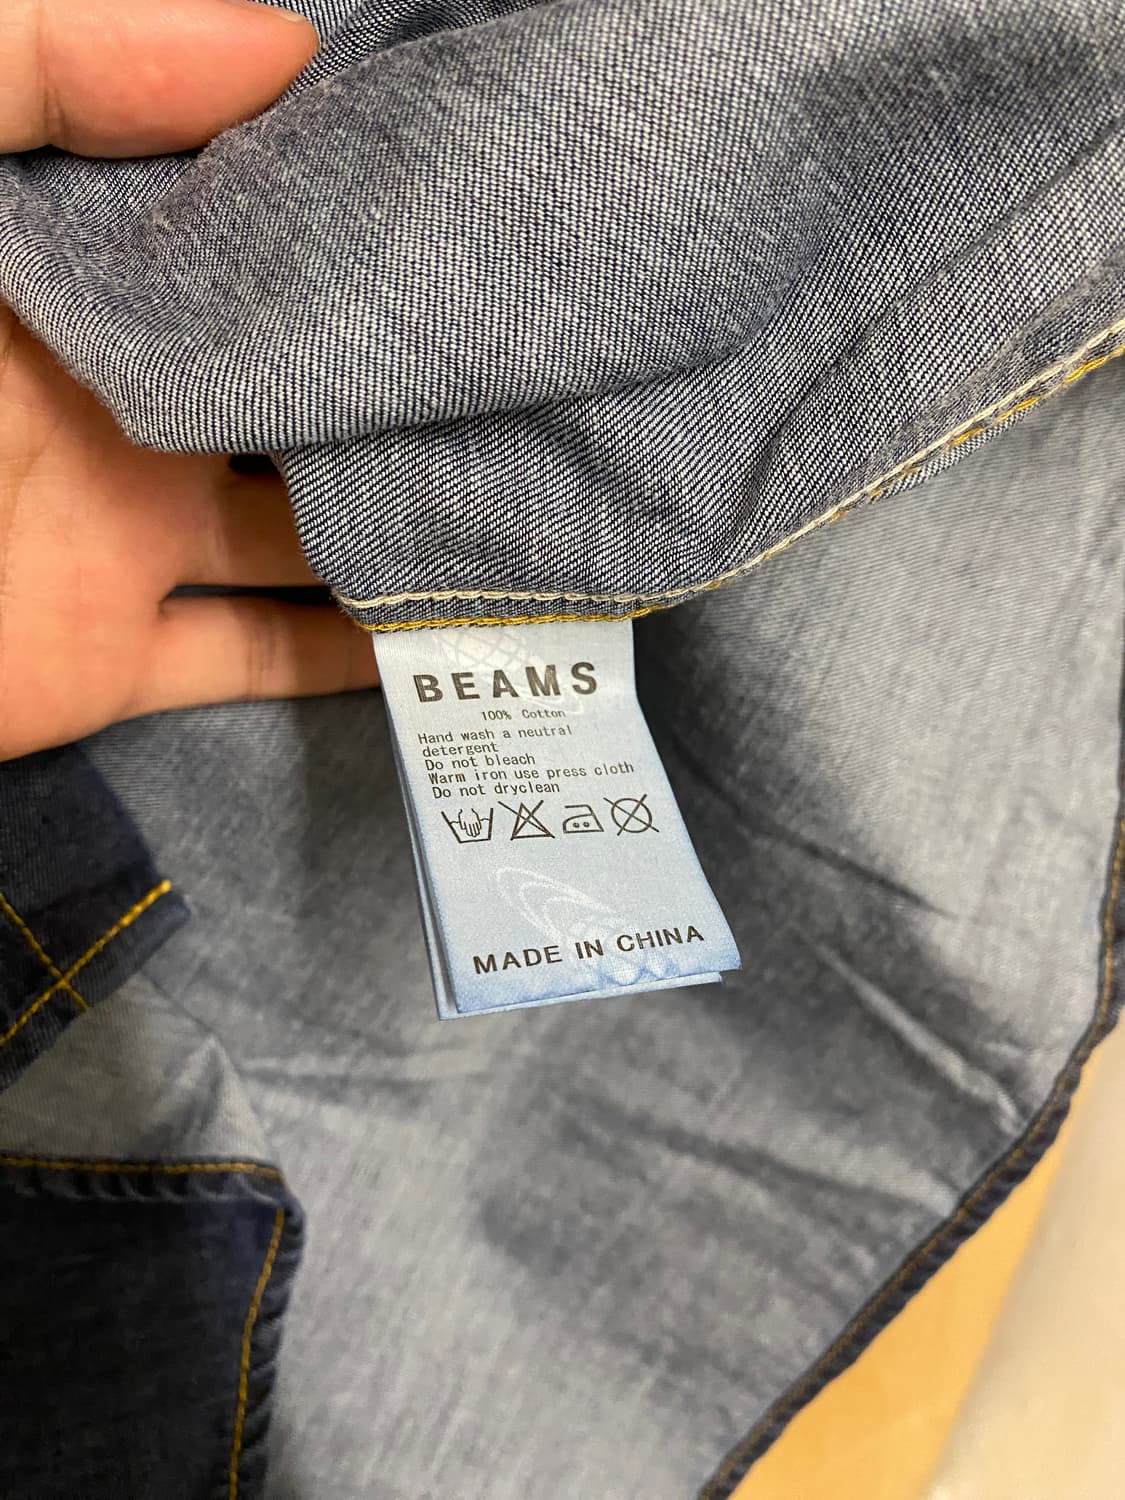 BEAMS
100% Cotton
Hand wash a neutral
detergent
Do not bleach
Warm iron use press cloth
Do not dryclean
MADE IN CHINA